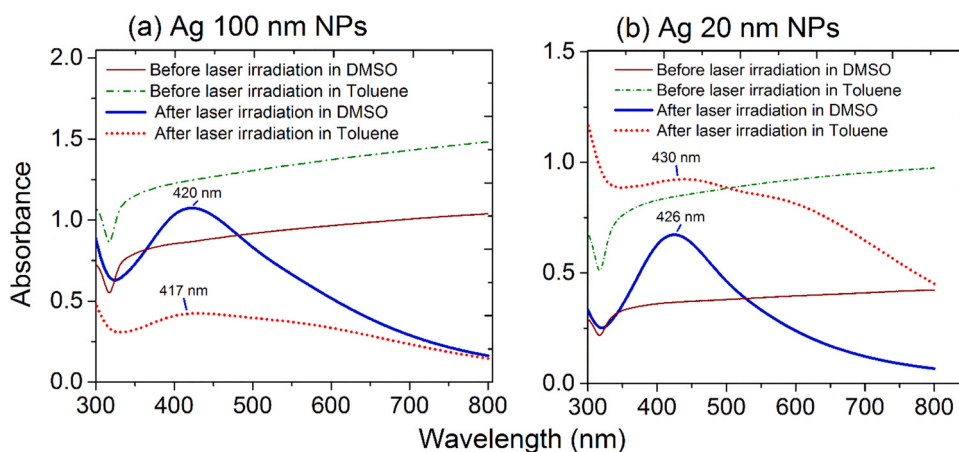 (a) Ag 100 nm NPs
2.0
1.5
1.0
0.5
0.0
Absorbance
Before laser irradiation in DMSO
Before laser irradiation in Toluene
After laser irradiation in DMSO
After laser irradiation in Toluene
420 nm
417 nm
300 400 500 600 700 800
(b) Ag 20 nm NPs
1.5
1.0
0.5
0.0
Before laser irradiation in DMSO
Before laser irradiation in Toluene
After laser irradiation in DMSO
After laser irradiation in Toluene
430 nm
426 nm
300 400 500 600 700 800
Wavelength (nm)